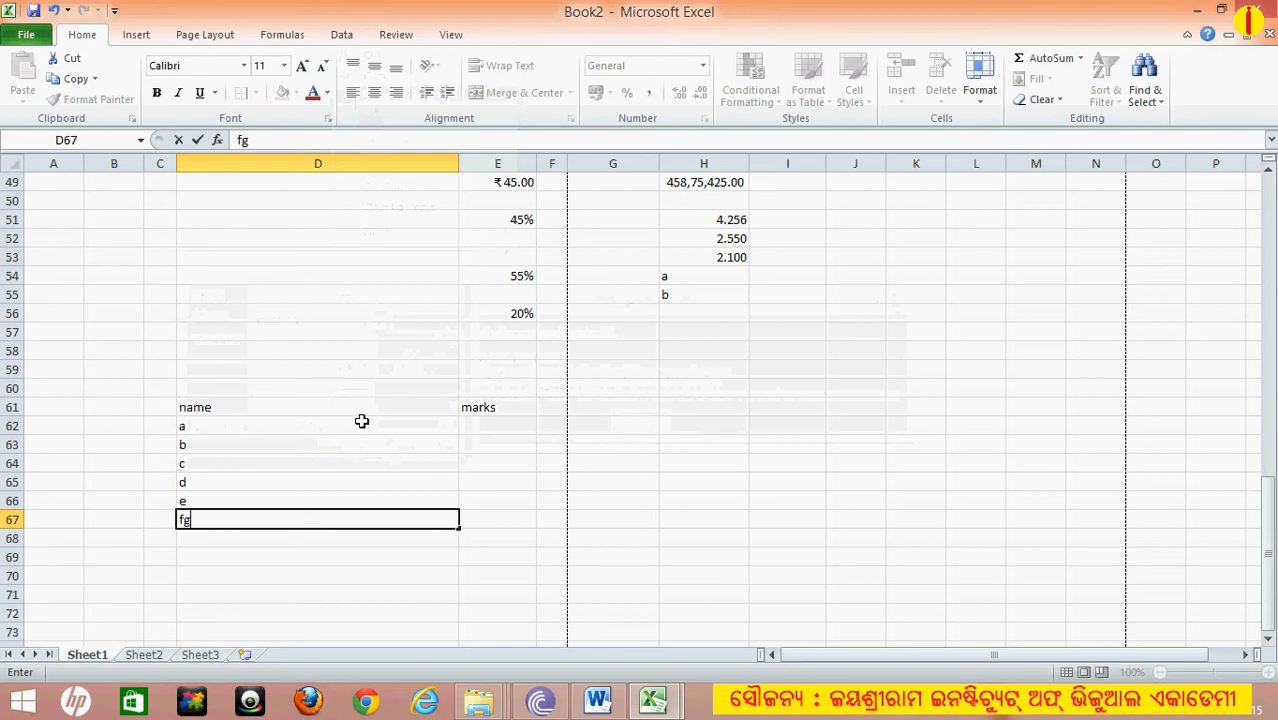 Book2 - Microsoft Excel
i
File Home Insert Page Layout Formulas Data Review View
Paste
Cut
Copy
Format Painter
Clipboard
Calibri 11
B I U
Font
Wrap Text
Merge & Center
Alignment
General
Number
Conditional Formatting
Format as Table
Cell Styles
Styles
Insert Delete Format
Cells
AutoSum
Fill
Clear
Sort & Filter
Find & Select
Editing
D67 fx fg
A B C D E F G H I J K L M N O P
49 ₹ 45.00 458,75,425.00
50
51 45% 4.256
52 2.550
53 2.100
54 55% a
55 b
56 20%
57
58
59
60
61 name marks
62 a
63 b
64 c
65 d
66 e
67 fg
68
69
70
71
72
73
Sheet1 Sheet2 Sheet3
Enter 100%
ସୌଜନ୍ୟ : ଜୟଶ୍ରୀରାମ ଇନଷ୍ଟିଚ୍ୟୁଟ୍ ଅଫ୍ ଭିଜୁଆଲ ଏକାଡେମୀ
15